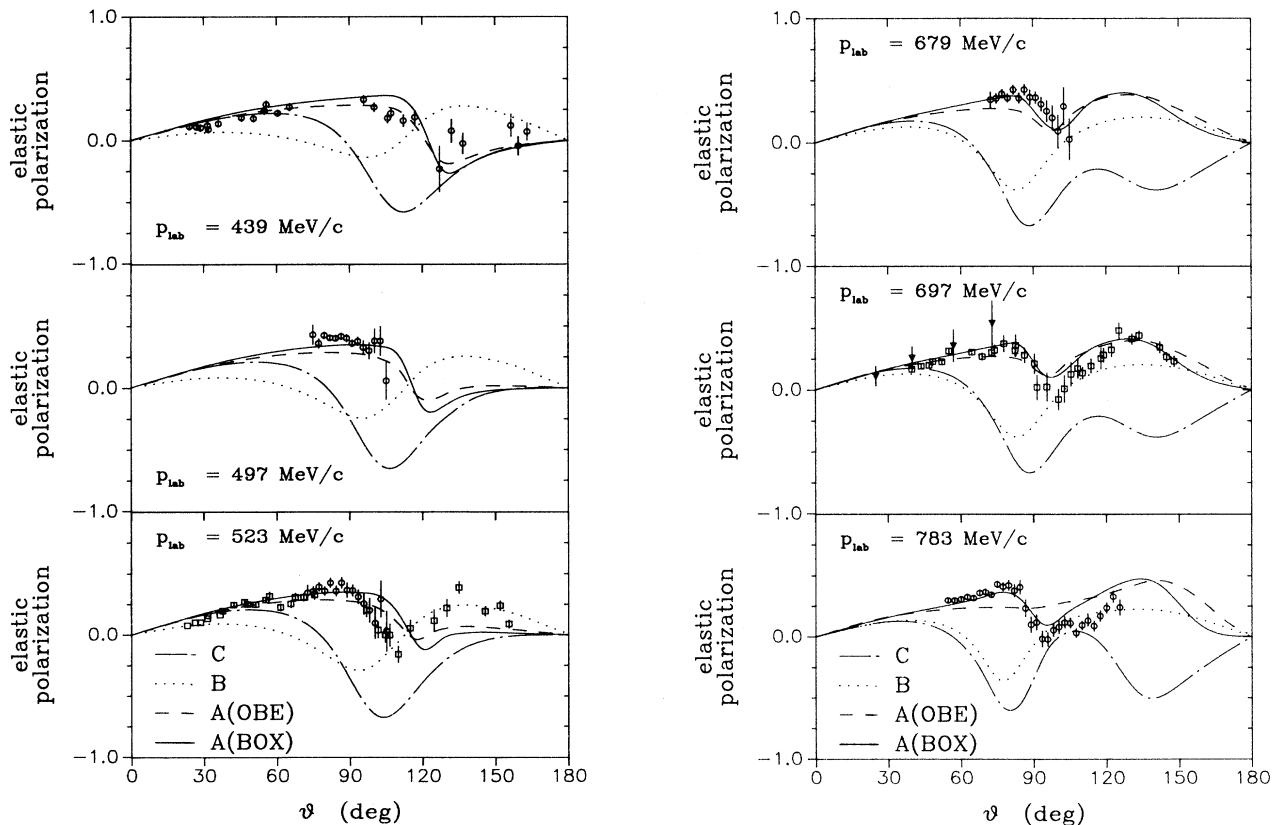 1.0
elastic
polarization
0.0
p_lab = 439 MeV/c
-1.0
elastic
polarization
0.0
p_lab = 497 MeV/c
-1.0
p_lab = 523 MeV/c
elastic
polarization
0.0
C
B
A(OBE)
A(BOX)
-1.0
0 30 60 90 120 150 180
ϑ (deg)
1.0
p_lab = 679 MeV/c
elastic
polarization
0.0
-1.0
p_lab = 697 MeV/c
elastic
polarization
0.0
-1.0
p_lab = 783 MeV/c
elastic
polarization
0.0
C
B
A(OBE)
A(BOX)
-1.0
0 30 60 90 120 150 180
ϑ (deg)